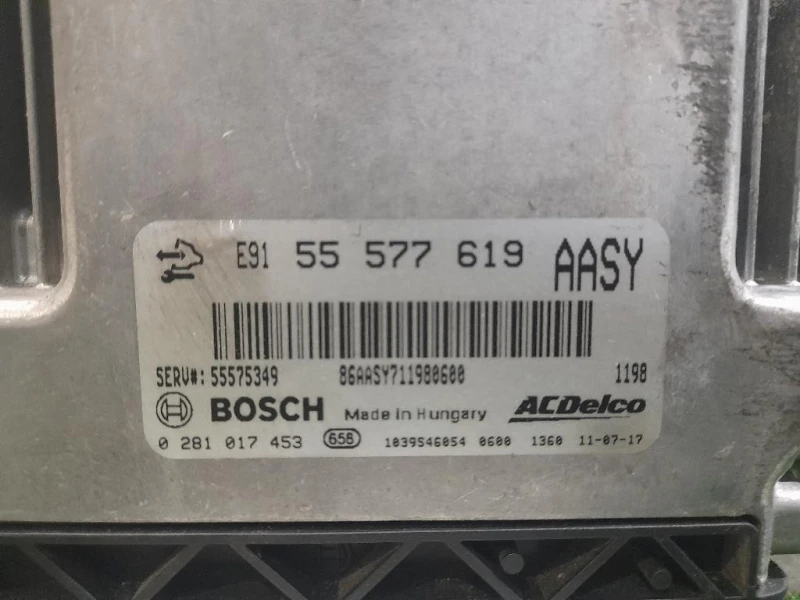 E91 55 577 619 AASY
SERV#: 55575349 86AASY711980600 1198
BOSCH Made in Hungary ACDelco
0 281 017 453 658 1039S46054 0600 1360 11-07-17